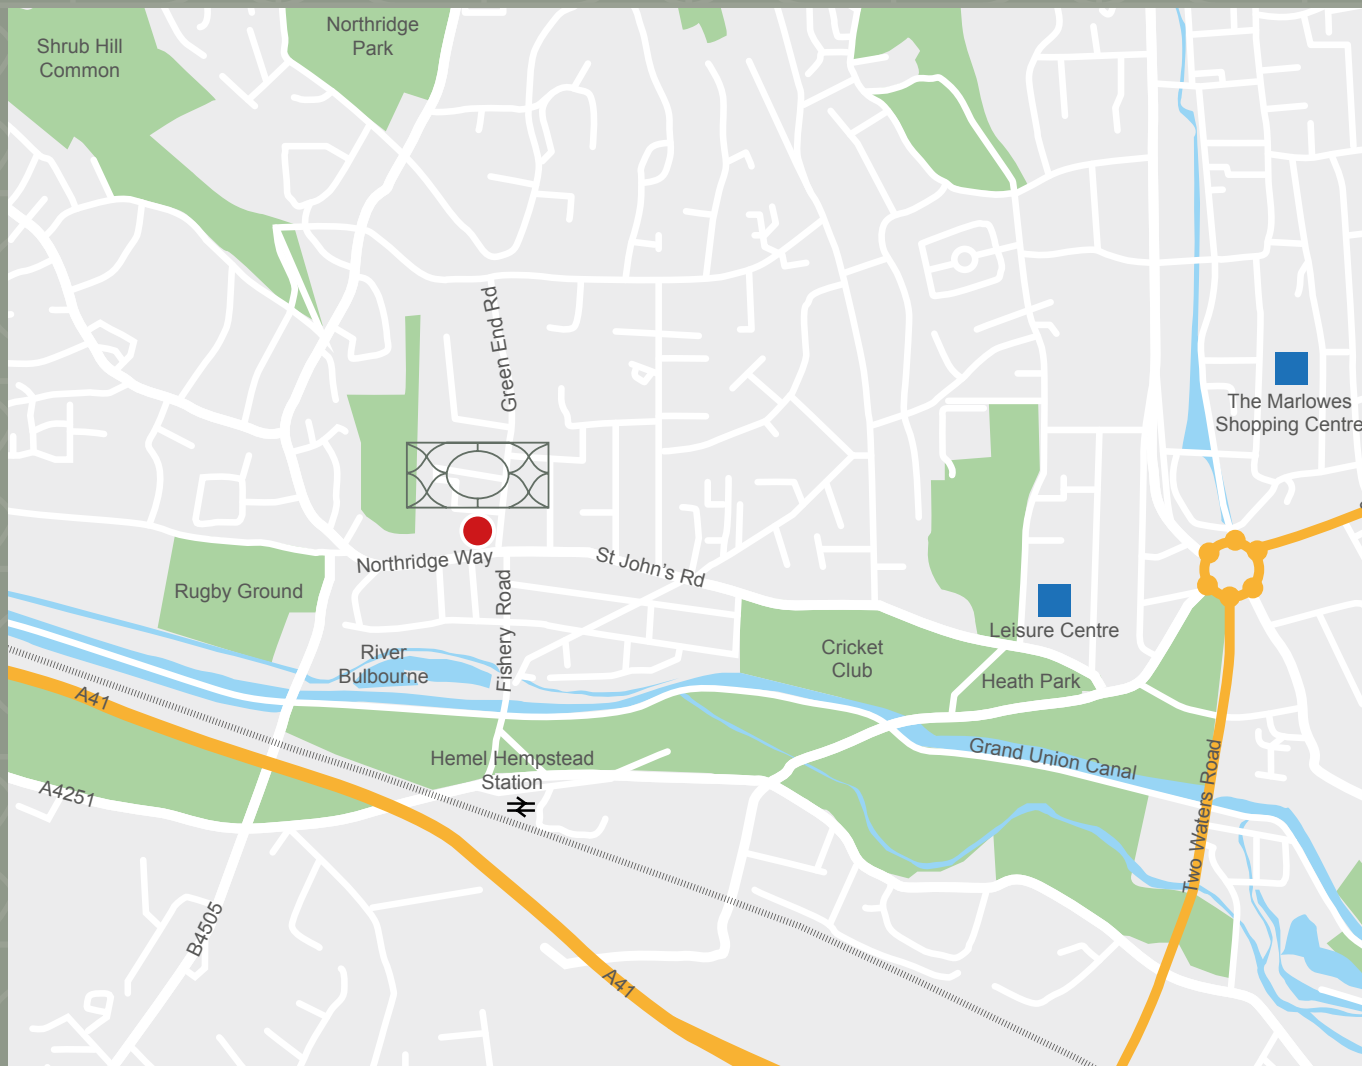 Northridge
Park
Shrub Hill
Common
Green End Rd
The Marlowes
Shopping Centre
Northridge Way
St John's Rd
Rugby Ground
Fishery Road
Leisure Centre
River
Bulbourne
Cricket
Club
Heath Park
A41
Hemel Hempstead
Station
Grand Union Canal
A4251
Two Waters Road
B4505
A41